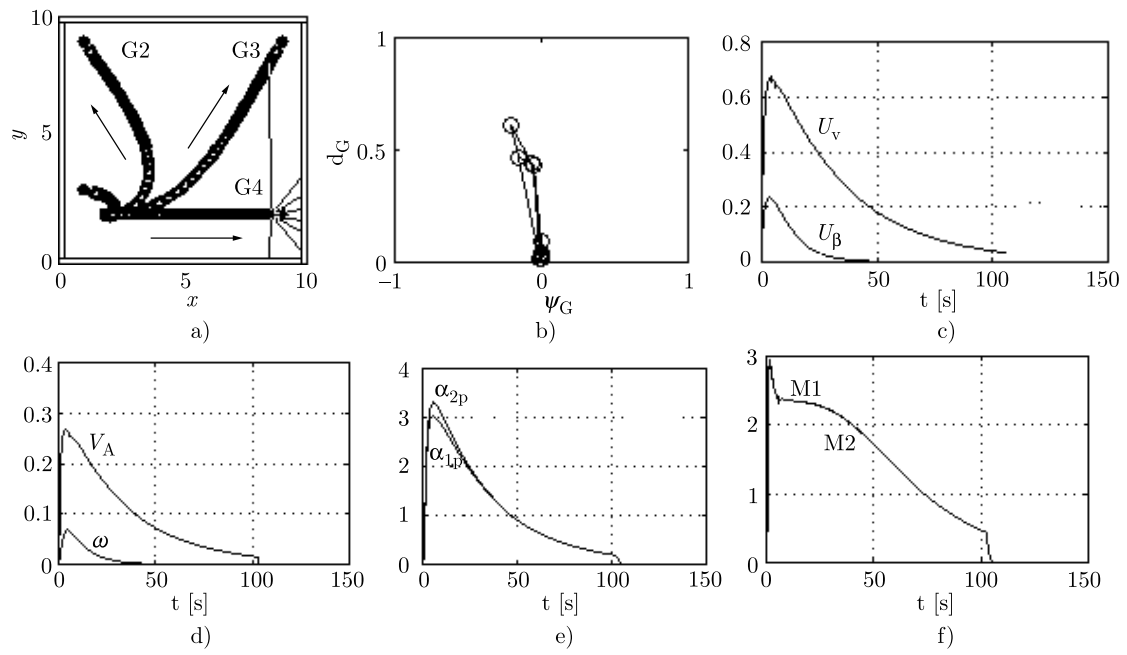 10
5
0
y
0
5
10
x
G2
G3
G4
a)
1
0.5
0
d_G
−1
0
1
ψ_G
b)
0.8
0.6
0.4
0.2
0
U_v
U_β
0
50
100
150
t [s]
c)
0.4
0.3
0.2
0.1
0
V_A
ω
0
50
100
150
t [s]
d)
4
3
2
1
0
α_2p
α_1p
0
50
100
150
t [s]
e)
3
2
1
0
M1
M2
0
50
100
150
t [s]
f)